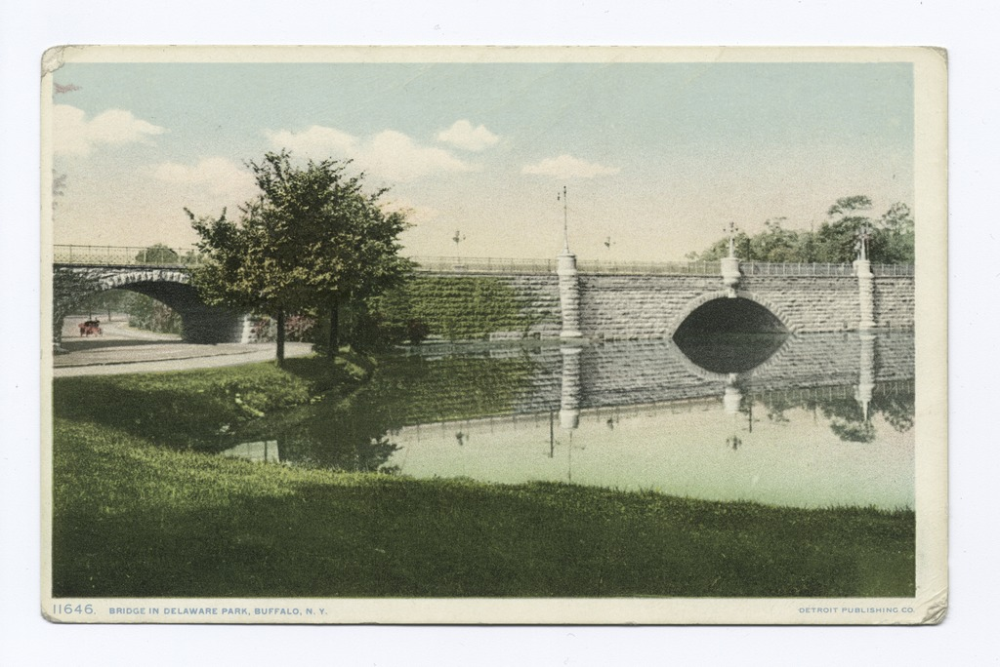 11646. BRIDGE IN DELAWARE PARK, BUFFALO, N. Y.
DETROIT PUBLISHING CO.